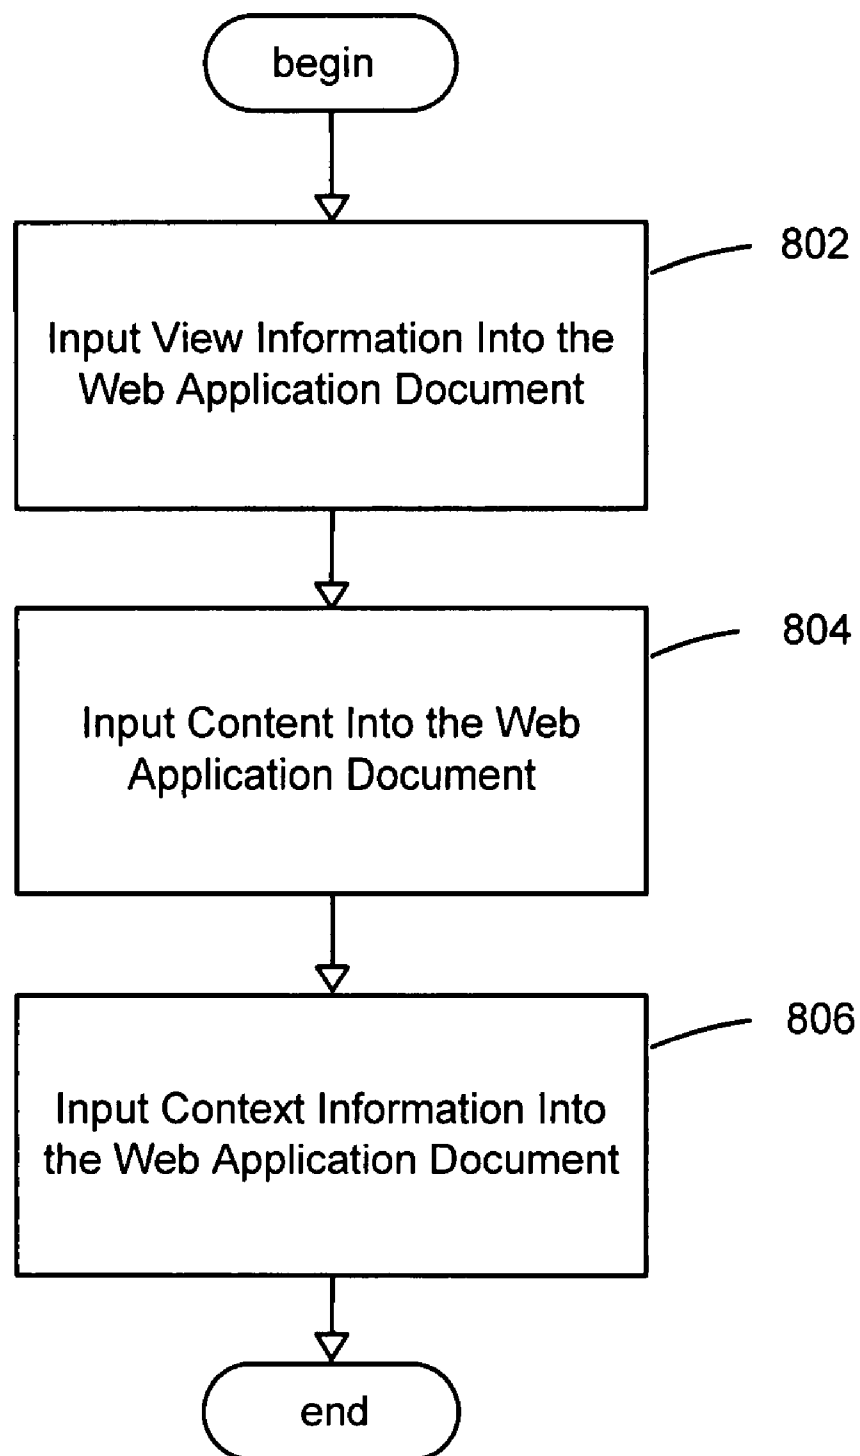 begin
802
Input View Information Into the
Web Application Document
804
Input Content Into the Web
Application Document
806
Input Context Information Into
the Web Application Document
end